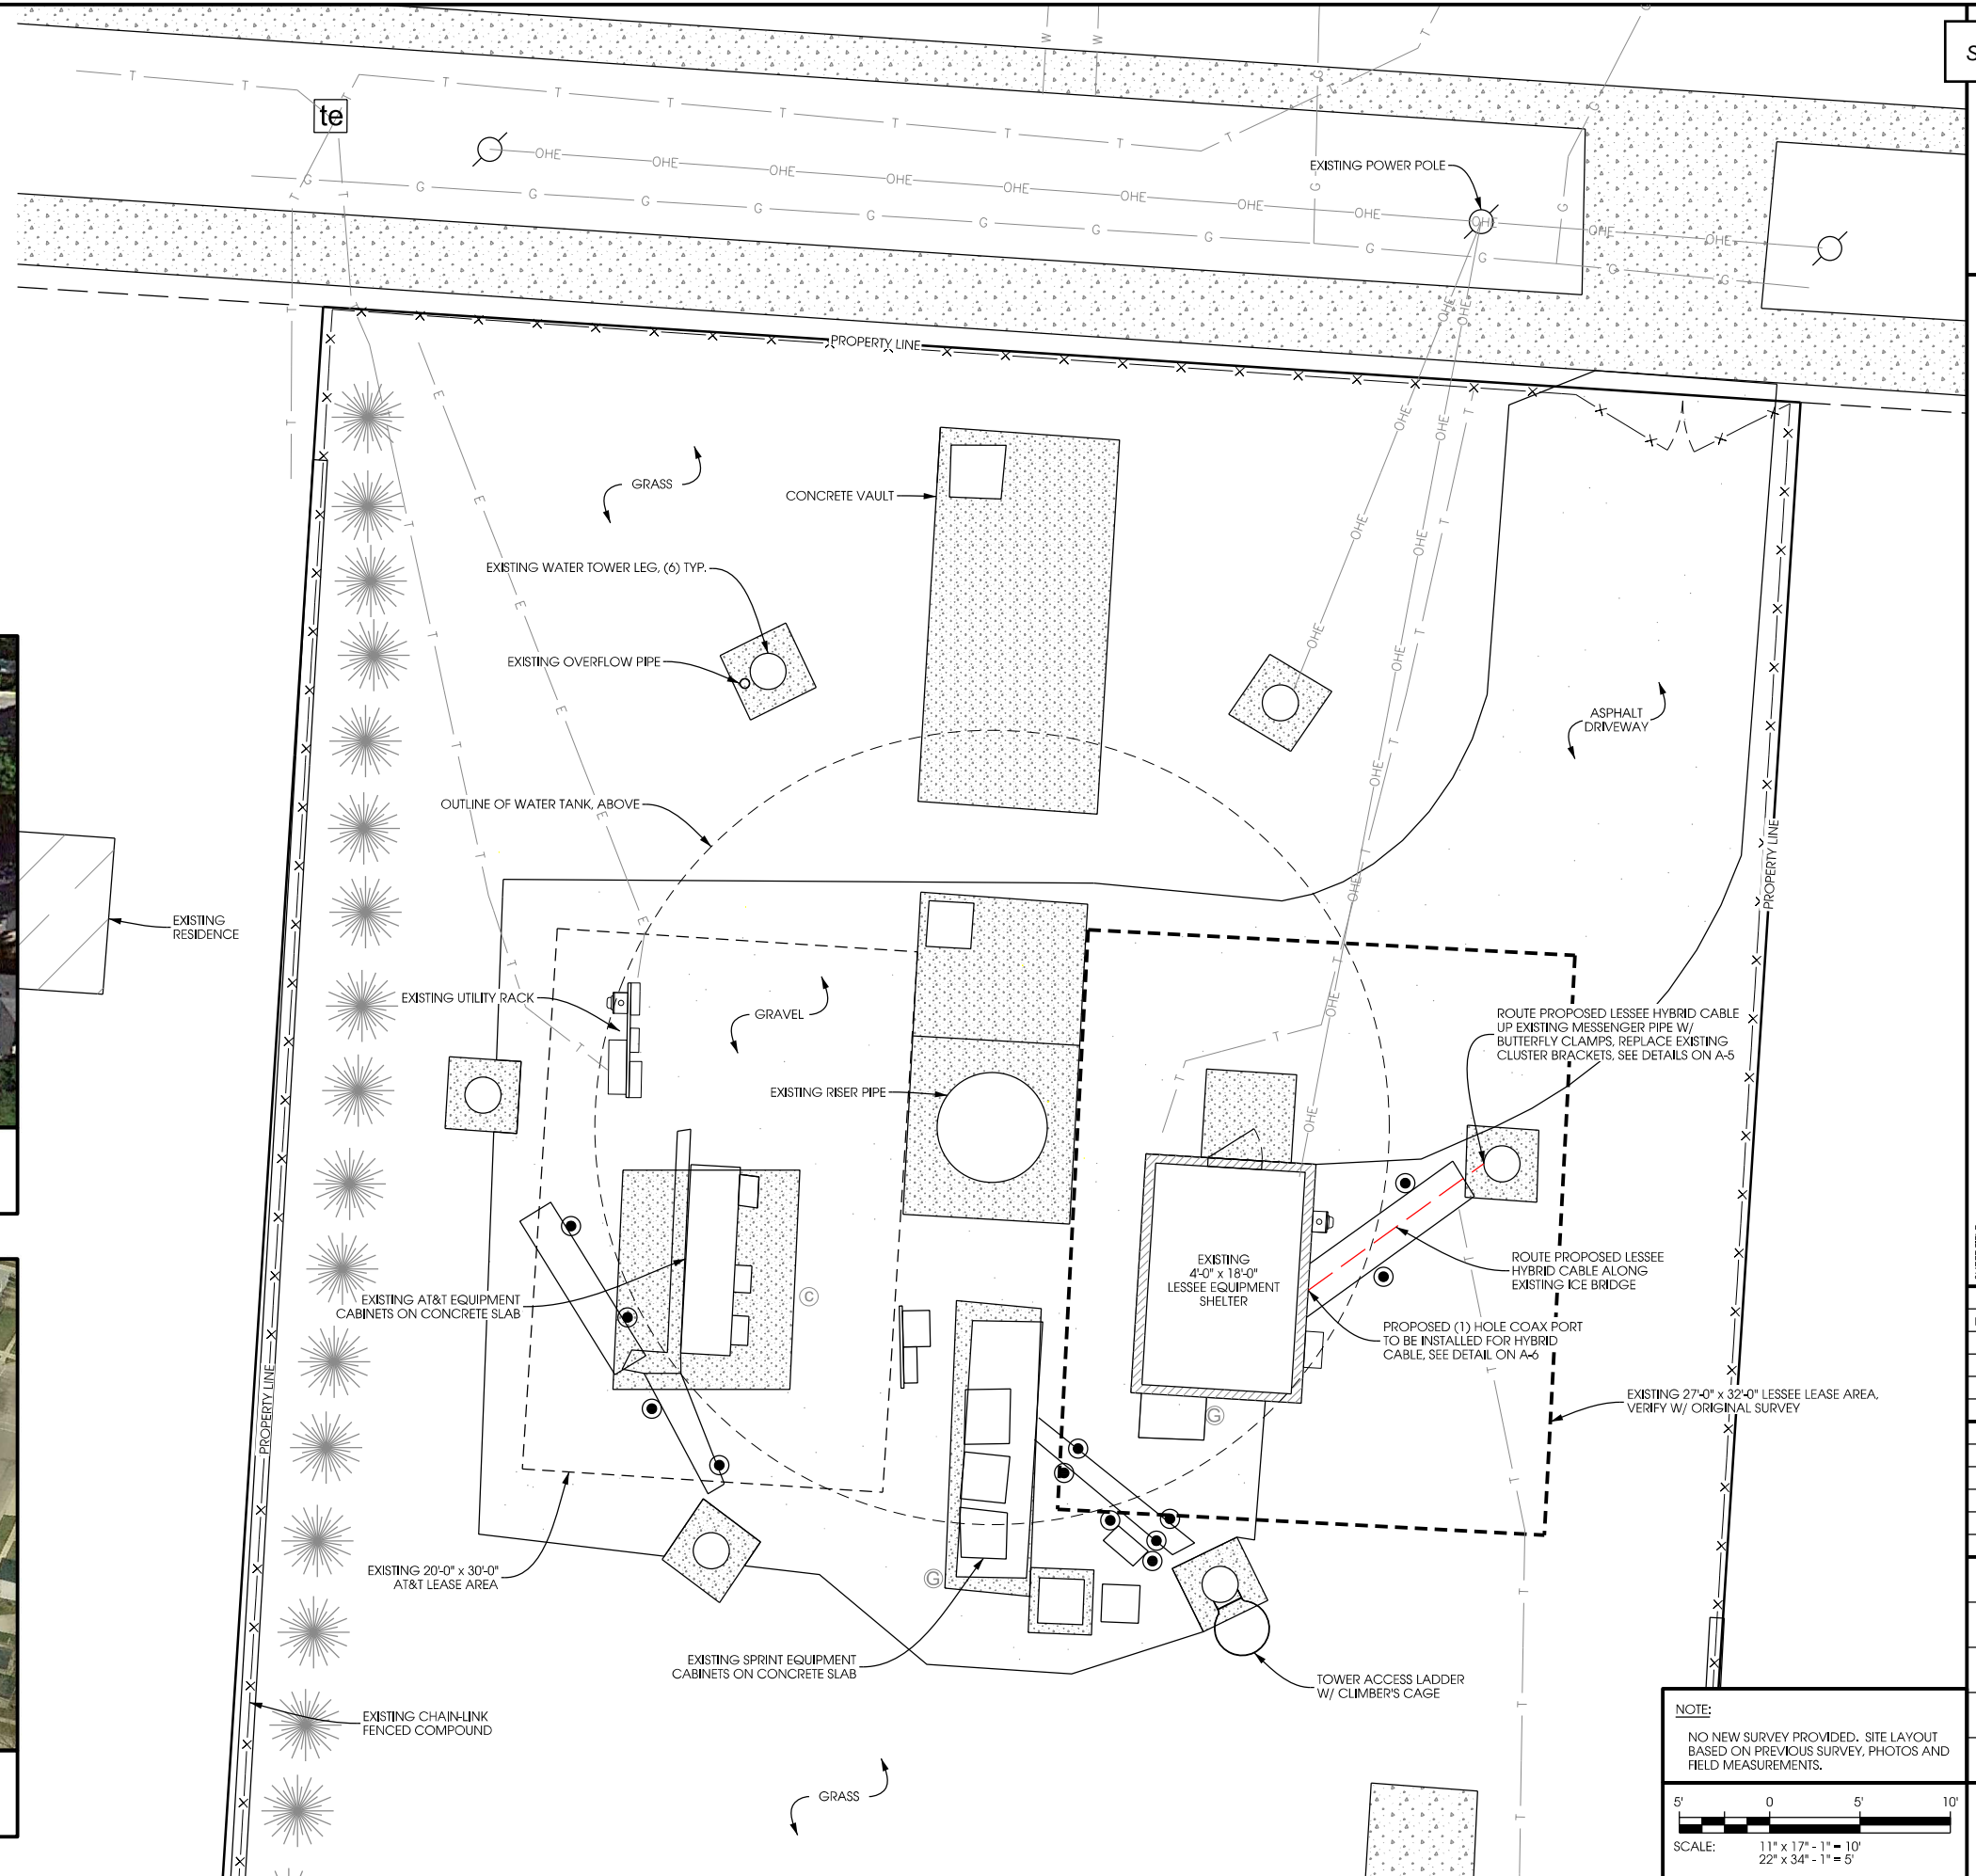 S
te
EXISTING POWER POLE
PROPERTY LINE
GRASS
CONCRETE VAULT
EXISTING WATER TOWER LEG, (6) TYP.
EXISTING OVERFLOW PIPE
ASPHALT
DRIVEWAY
OUTLINE OF WATER TANK, ABOVE
PROPERTY LINE
EXISTING
RESIDENCE
EXISTING UTILITY RACK
GRAVEL
ROUTE PROPOSED LESSEE HYBRID CABLE
UP EXISTING MESSENGER PIPE W/
BUTTERFLY CLAMPS, REPLACE EXISTING
CLUSTER BRACKETS, SEE DETAILS ON A-5
EXISTING RISER PIPE
EXISTING
4'-0" x 18'-0"
LESSEE EQUIPMENT
SHELTER
ROUTE PROPOSED LESSEE
HYBRID CABLE ALONG
EXISTING ICE BRIDGE
EXISTING AT&T EQUIPMENT
CABINETS ON CONCRETE SLAB
PROPOSED (1) HOLE COAX PORT
TO BE INSTALLED FOR HYBRID
CABLE, SEE DETAIL ON A-6
PROPERTY LINE
EXISTING 27'-0" x 32'-0" LESSEE LEASE AREA,
VERIFY W/ ORIGINAL SURVEY
EXISTING 20'-0" x 30'-0"
AT&T LEASE AREA
EXISTING SPRINT EQUIPMENT
CABINETS ON CONCRETE SLAB
TOWER ACCESS LADDER
W/ CLIMBER'S CAGE
EXISTING CHAIN-LINK
FENCED COMPOUND
GRASS
NOTE:
NO NEW SURVEY PROVIDED. SITE LAYOUT
BASED ON PREVIOUS SURVEY, PHOTOS AND
FIELD MEASUREMENTS.
5' 0 5' 10'
SCALE: 11" x 17" - 1" = 10'
22" x 34" - 1" = 5'